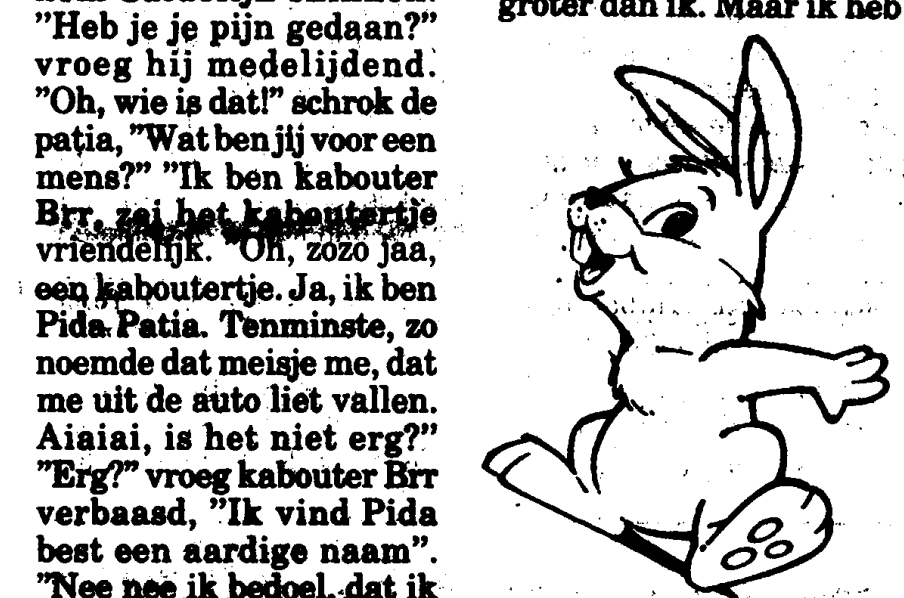 "Heb je je pijn gedaan?"
vroeg hij medelijdend.
"Oh, wie is dat!" schrok de
patia, "Wat ben jij voor een
mens?" "Ik ben kabouter
Brr, zei het kaboutertje
vriendelijk. "Oh, zozo jaa,
een kaboutertje. Ja, ik ben
Pida Patia. Tenminste, zo
noemde dat meisje me, dat
me uit de auto liet vallen.
Aiaiai, is het niet erg?"
"Erg?" vroeg kabouter Brr
verbaasd, "Ik vind Pida
best een aardige naam".
"Nee nee ik bedoel, dat ik
groter dan ik. Maar ik heb